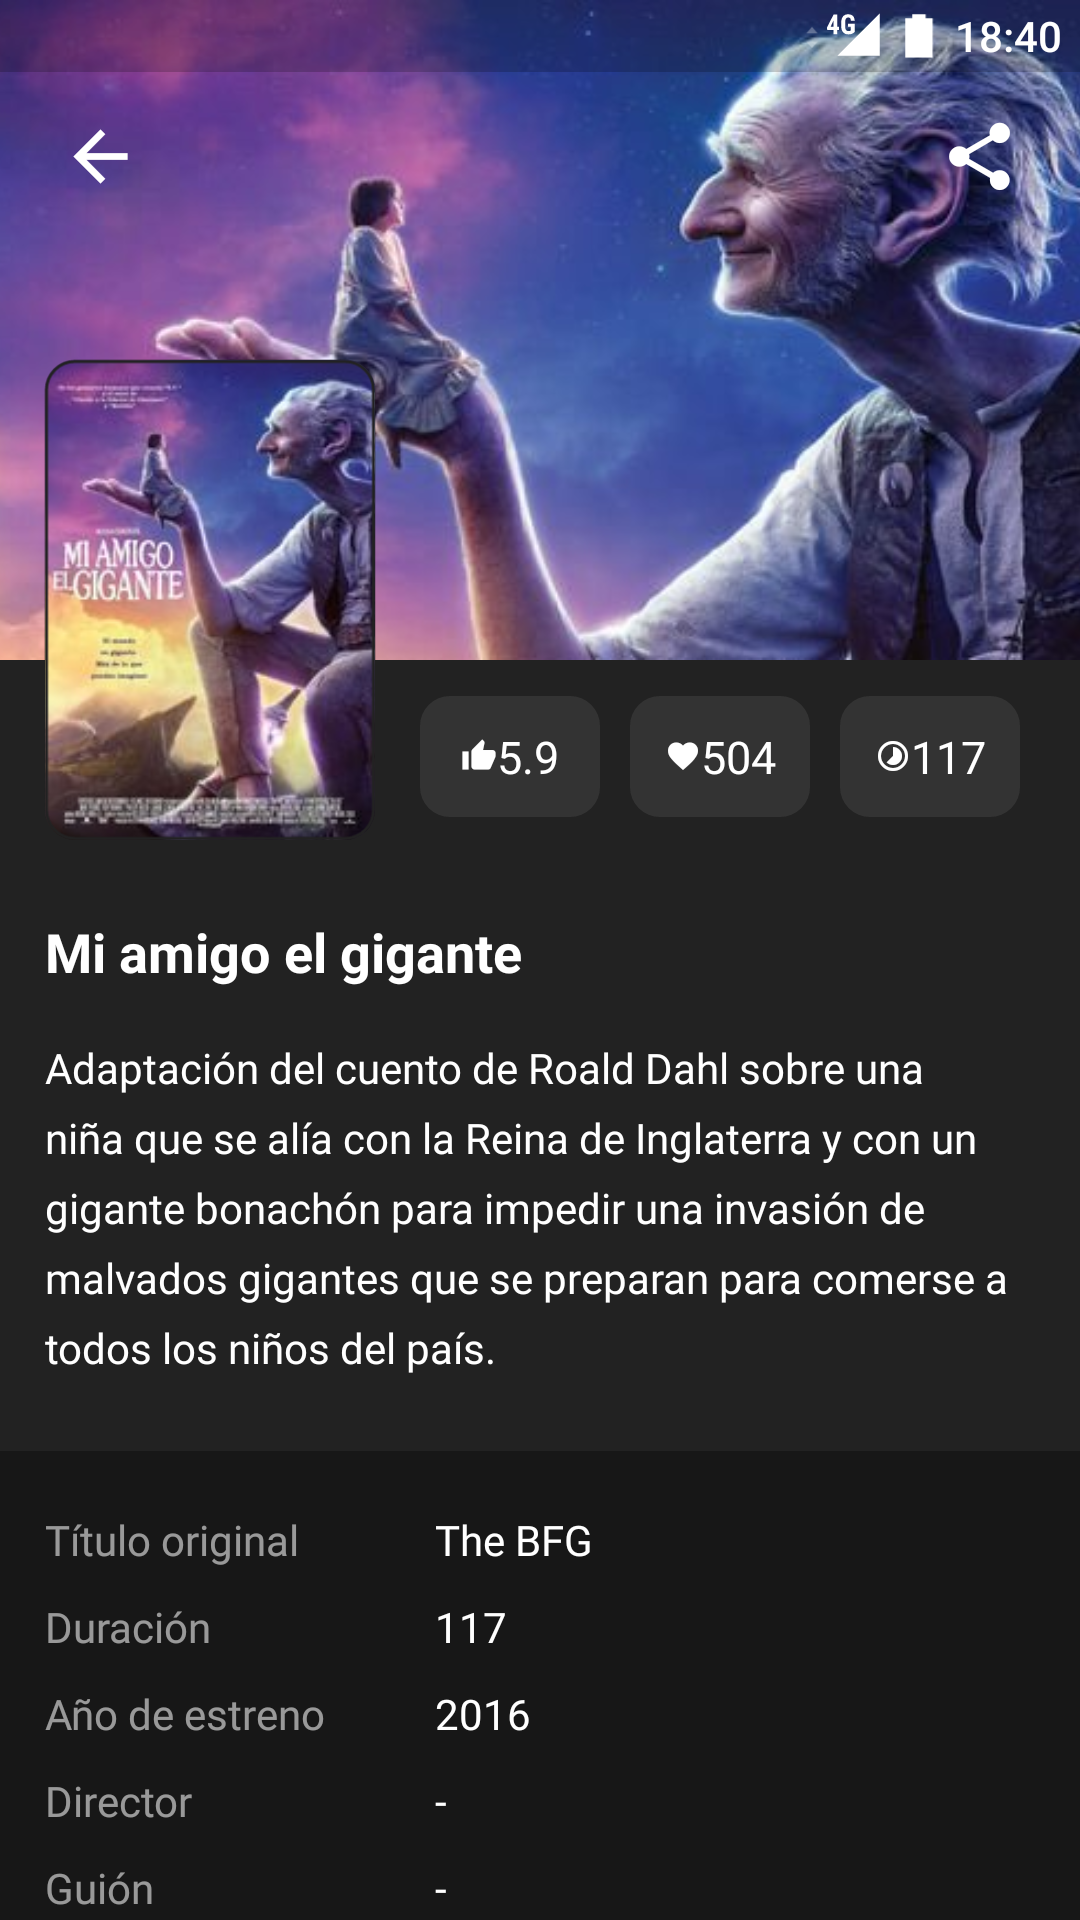 4G 18:40
MI AMIGO
EL GIGANTE
5.9 504 117
Mi amigo el gigante
Adaptación del cuento de Roald Dahl sobre una
niña que se alía con la Reina de Inglaterra y con un
gigante bonachón para impedir una invasión de
malvados gigantes que se preparan para comerse a
todos los niños del país.
Título original The BFG
Duración 117
Año de estreno 2016
Director -
Guión -